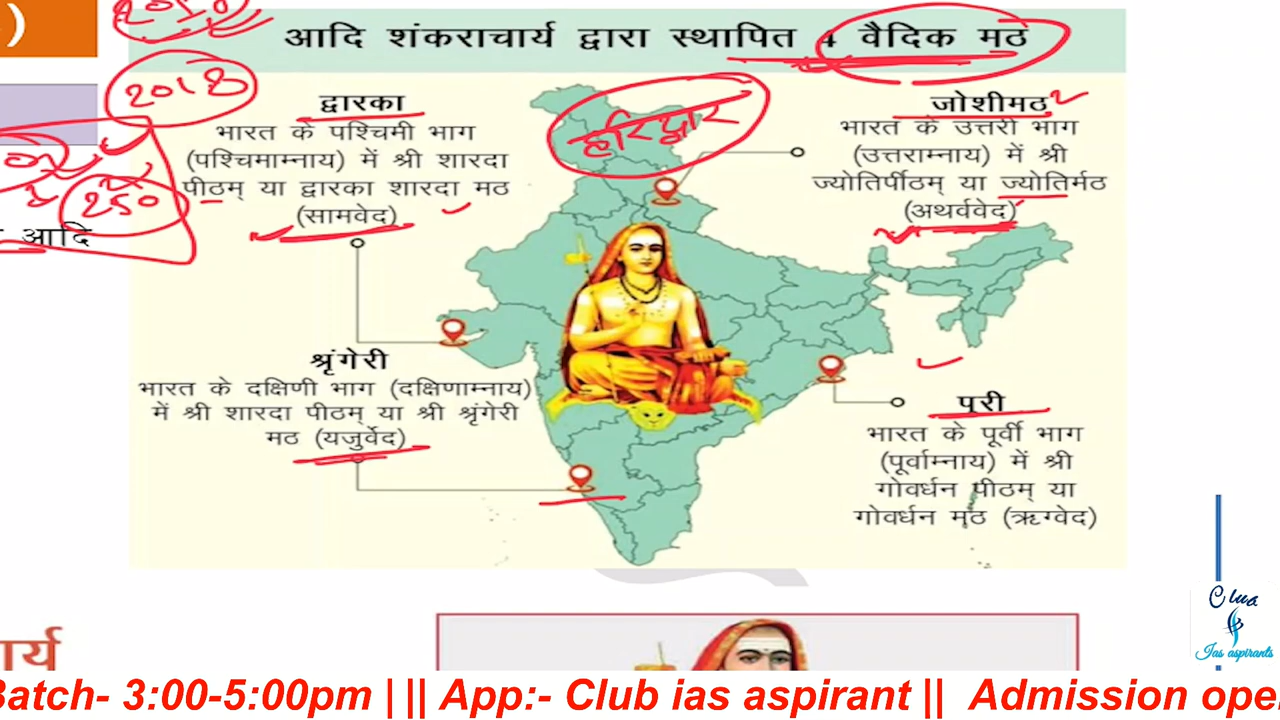 आदि शंकराचार्य द्वारा स्थापित 4 वैदिक मठ
2018
250
आदि
द्वारका
भारत के पश्चिमी भाग
(पश्चिमाम्नाय) में श्री शारदा
पीठम् या द्वारका शारदा मठ
(सामवेद)
हरिद्वार
जोशीमठ
भारत के उत्तरी भाग
(उत्तराम्नाय) में श्री
ज्योतिर्पीठम् या ज्योतिर्मठ
(अथर्ववेद)
श्रृंगेरी
भारत के दक्षिणी भाग (दक्षिणाम्नाय)
में श्री शारदा पीठम् या श्री श्रृंगेरी
मठ (यजुर्वेद)
पूरी
भारत के पूर्वी भाग
(पूर्वाम्नाय) में श्री
गोवर्धन पीठम् या
गोवर्धन मठ (ऋग्वेद)
Club
Ias aspirants
Batch- 3:00-5:00pm | || App:- Club ias aspirant || Admission ope